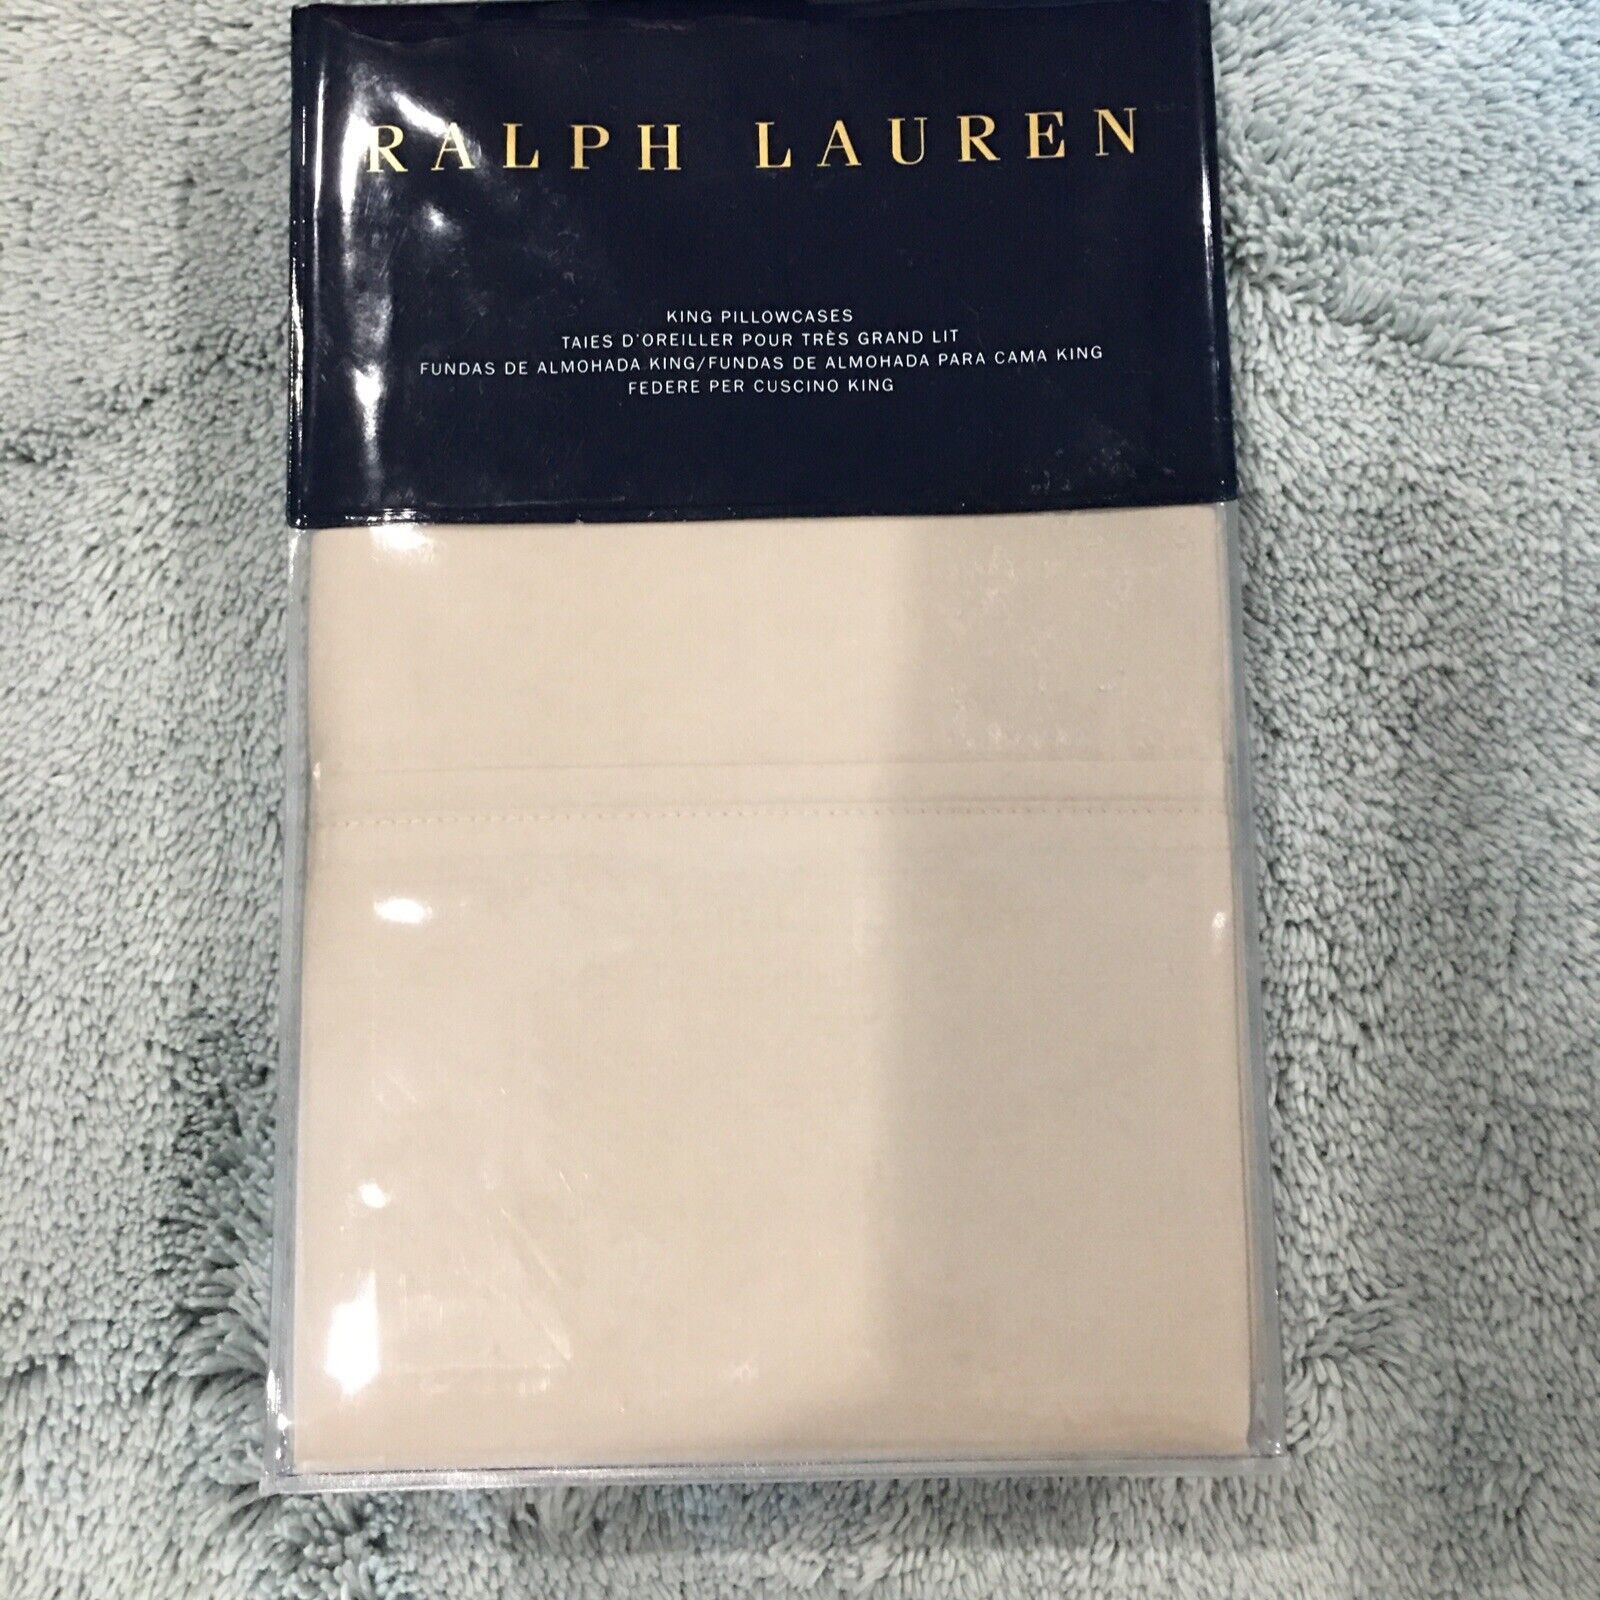 RALPH LAUREN
KING PILLOWCASES
TAIES D'OREILLER POUR TRÈS GRAND LIT
FUNDAS DE ALMOHADA KING/FUNDAS DE ALMOHADA PARA CAMA KING
FEDERE PER CUSCINO KING